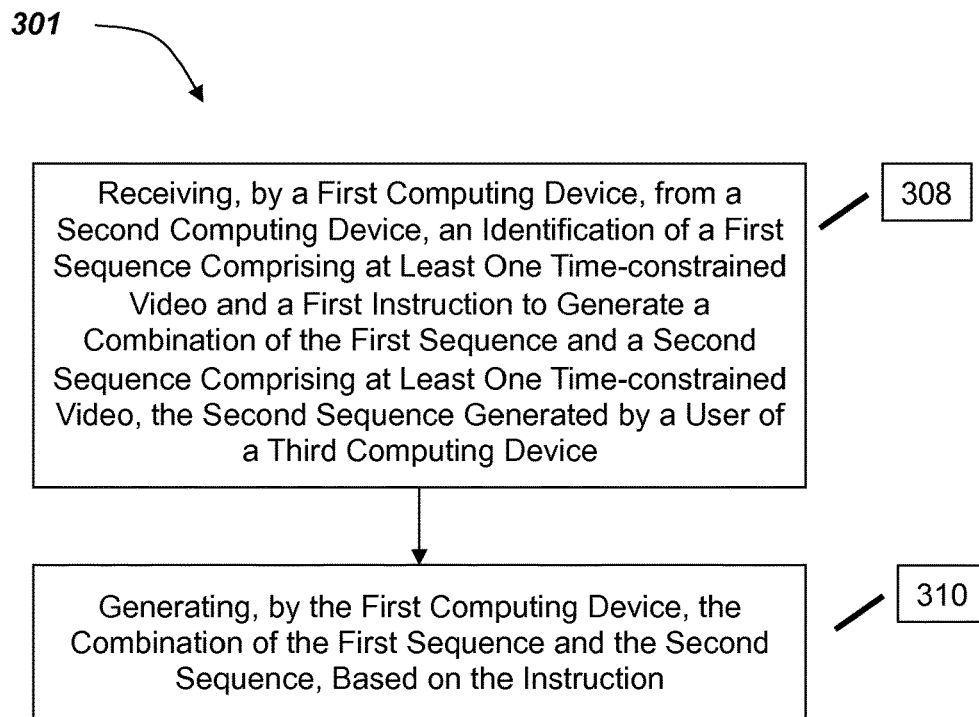 301
Receiving, by a First Computing Device, from a
Second Computing Device, an Identification of a First
Sequence Comprising at Least One Time-constrained
Video and a First Instruction to Generate a
Combination of the First Sequence and a Second
Sequence Comprising at Least One Time-constrained
Video, the Second Sequence Generated by a User of
a Third Computing Device
308
Generating, by the First Computing Device, the
Combination of the First Sequence and the Second
Sequence, Based on the Instruction
310